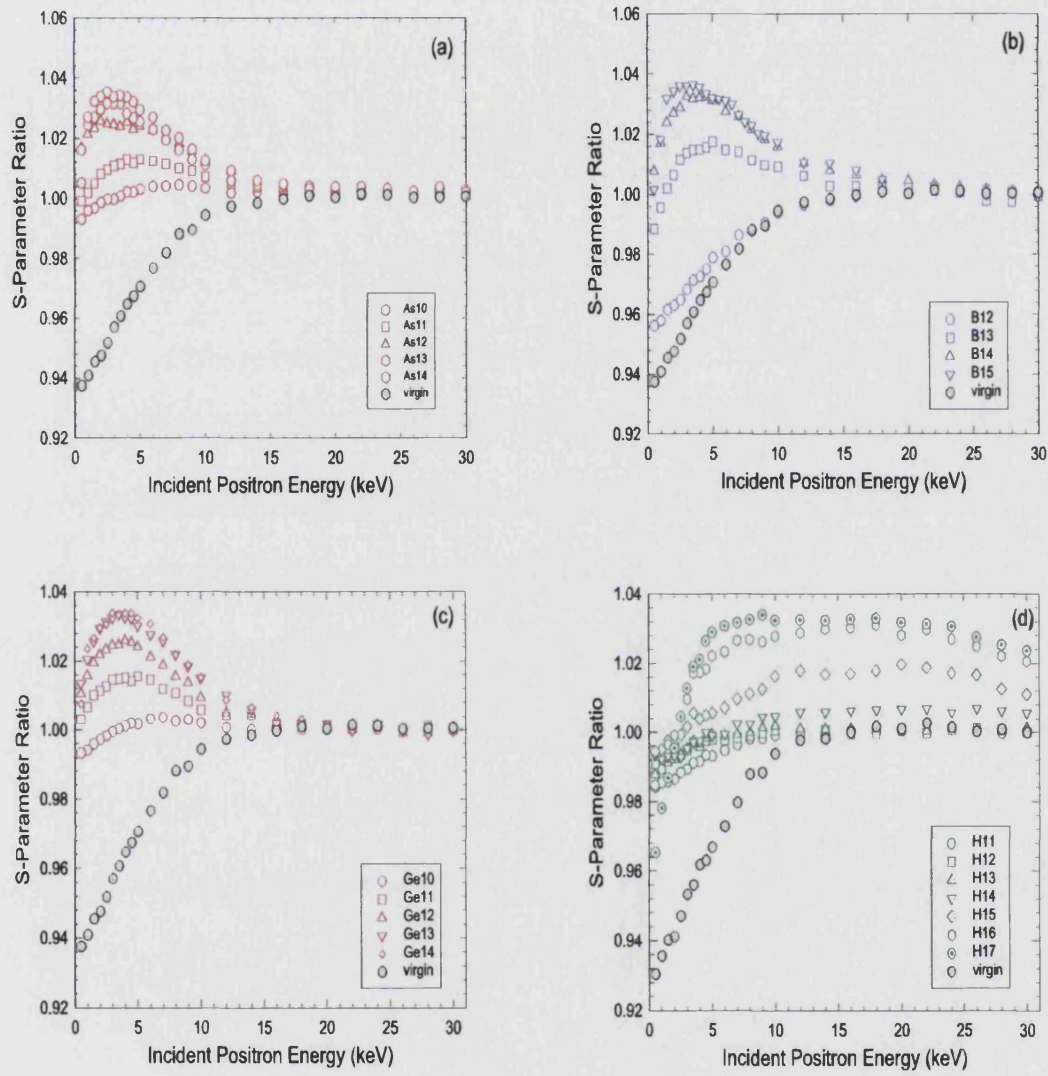 (a)
1.06
1.04
1.02
1.00
0.98
0.96
0.94
0.92
S-Parameter Ratio
As10
As11
As12
As13
As14
virgin
0 5 10 15 20 25 30
Incident Positron Energy (keV)
(b)
1.06
1.04
1.02
1.00
0.98
0.96
0.94
0.92
S-Parameter Ratio
B12
B13
B14
B15
virgin
0 5 10 15 20 25 30
Incident Positron Energy (keV)
(c)
1.04
1.02
1.00
0.98
0.96
0.94
0.92
S-Parameter Ratio
Ge10
Ge11
Ge12
Ge13
Ge14
virgin
0 5 10 15 20 25 30
Incident Positron Energy (keV)
(d)
1.04
1.02
1.00
0.98
0.96
0.94
0.92
S-Parameter Ratio
H11
H12
H13
H14
H15
H16
H17
virgin
0 5 10 15 20 25 30
Incident Positron Energy (keV)